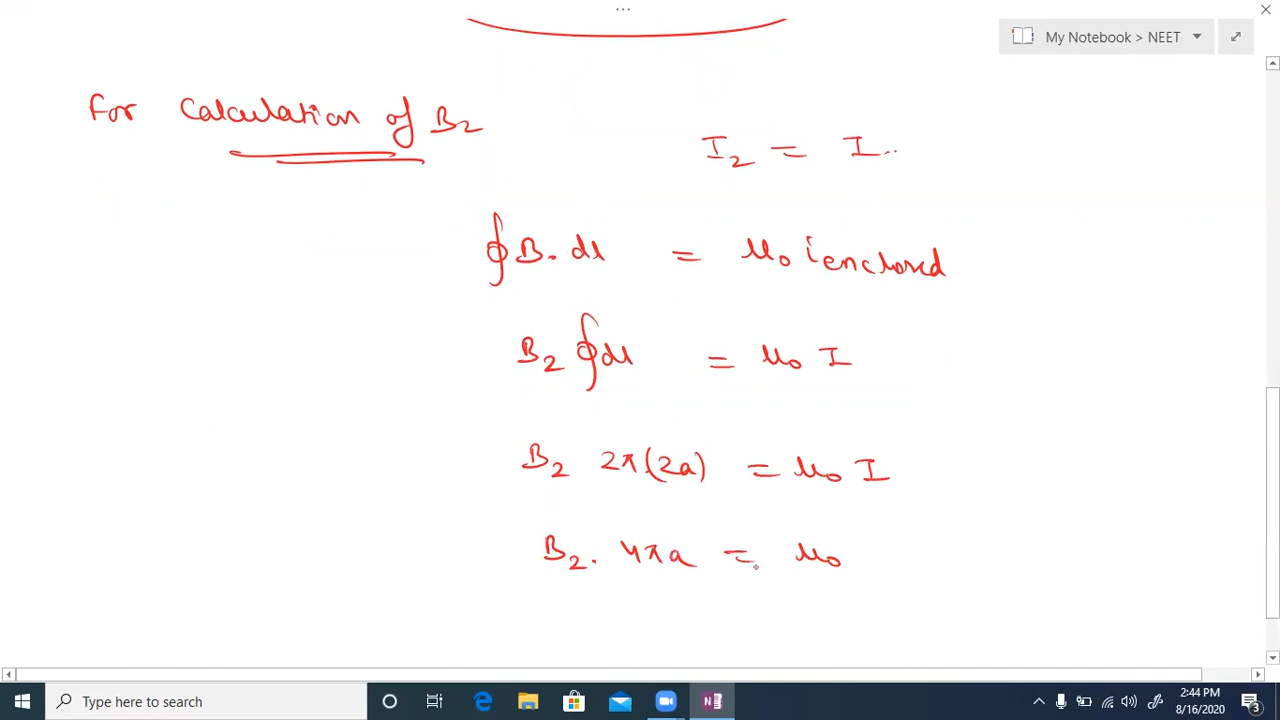 ...
My Notebook > NEET
For Calculation of B₂
I₂ = I..
∮B. dl = μ₀ i enclosed
B₂ ∮dl = μ₀ I
B₂ 2π(2a) = μ₀ I
B₂. 4πa = μ₀
Type here to search
2:44 PM
8/16/2020
3